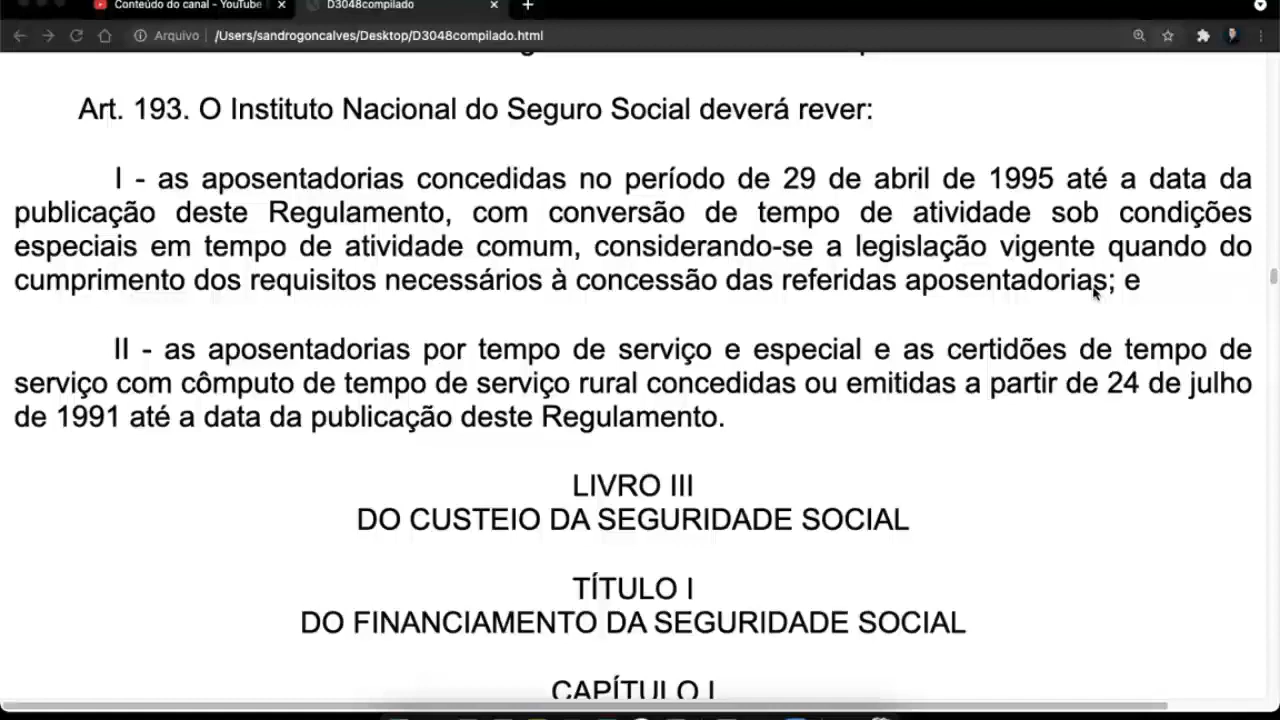 Conteúdo do canal - YouTube
D3048compilado
Arquivo
/Users/sandrogoncalves/Desktop/D3048compilado.html
Art. 193. O Instituto Nacional do Seguro Social deverá rever:
I - as aposentadorias concedidas no período de 29 de abril de 1995 até a data da
publicação deste Regulamento, com conversão de tempo de atividade sob condições
especiais em tempo de atividade comum, considerando-se a legislação vigente quando do
cumprimento dos requisitos necessários à concessão das referidas aposentadorias; e
II - as aposentadorias por tempo de serviço e especial e as certidões de tempo de
serviço com cômputo de tempo de serviço rural concedidas ou emitidas a partir de 24 de julho
de 1991 até a data da publicação deste Regulamento.
LIVRO III
DO CUSTEIO DA SEGURIDADE SOCIAL
TÍTULO I
DO FINANCIAMENTO DA SEGURIDADE SOCIAL
CAPÍTULO I